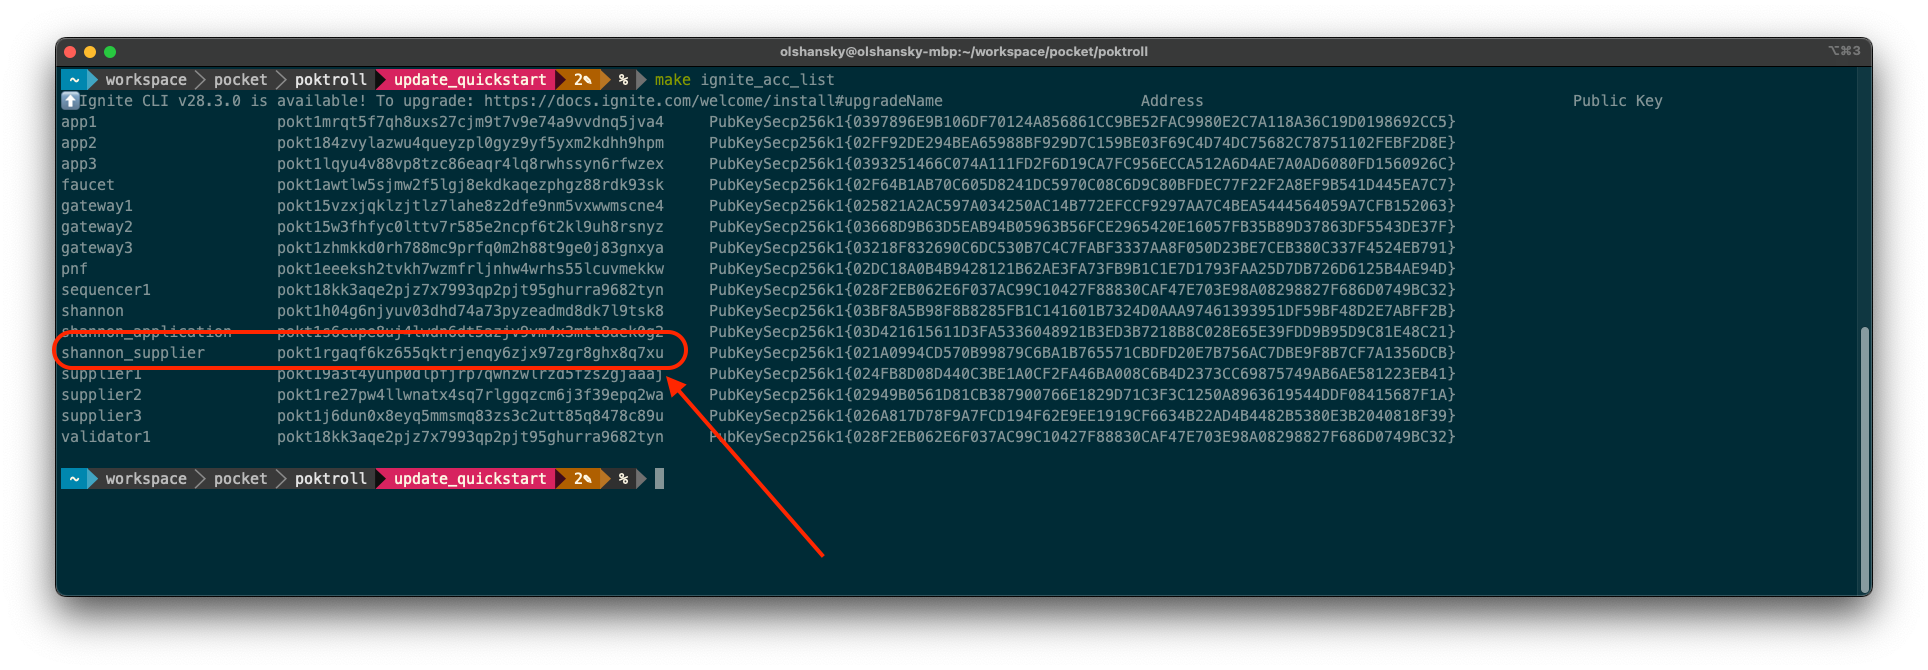 olshansky@olshansky-mbp:~/workspace/pocket/poktroll ⌥⌘3
~ workspace pocket poktroll update_quickstart 2✎ % make ignite_acc_list
⬆️Ignite CLI v28.3.0 is available! To upgrade: https://docs.ignite.com/welcome/install#upgradeName Address Public Key
app1 pokt1mrqt5f7qh8uxs27cjm9t7v9e74a9vvdnq5jva4 PubKeySecp256k1{0397896E9B106DF70124A856861CC9BE52FAC9980E2C7A118A36C19D0198692CC5}
app2 pokt184zvylazwu4queyzpl0gyz9yf5yxm2kdhh9hpm PubKeySecp256k1{02FF92DE294BEA65988BF929D7C159BE03F69C4D74DC75682C78751102FEBF2D8E}
app3 pokt1lqyu4v88vp8tzc86eaqr4lq8rwhssyn6rfwzex PubKeySecp256k1{0393251466C074A111FD2F6D19CA7FC956ECCA512A6D4AE7A0AD6080FD1560926C}
faucet pokt1awtlw5sjmw2f5lgj8ekdkaqezphgz88rdk93sk PubKeySecp256k1{02F64B1AB70C605D8241DC5970C08C6D9C80BFDEC77F22F2A8EF9B541D445EA7C7}
gateway1 pokt15vzxjqklzjtlz7lahe8z2dfe9nm5vxwwmscne4 PubKeySecp256k1{025821A2AC597A034250AC14B772EFCCF9297AA7C4BEA5444564059A7CFB152063}
gateway2 pokt15w3fhfyc0lttv7r585e2ncpf6t2kl9uh8rsnyz PubKeySecp256k1{03668D9B63D5EAB94B05963B56FCE2965420E16057FB35B89D37863DF5543DE37F}
gateway3 pokt1zhmkkd0rh788mc9prfq0m2h88t9ge0j83gnxya PubKeySecp256k1{03218F832690C6DC530B7C4C7FABF3337AA8F050D23BE7CEB380C337F4524EB791}
pnf pokt1eeeksh2tvkh7wzmfrljnhw4wrhs55lcuvmekkw PubKeySecp256k1{02DC18A0B4B9428121B62AE3FA73FB9B1C1E7D1793FAA25D7DB726D6125B4AE94D}
sequencer1 pokt18kk3aqe2pjz7x7993qp2pjt95ghurra9682tyn PubKeySecp256k1{028F2EB062E6F037AC99C10427F88830CAF47E703E98A08298827F686D0749BC32}
shannon pokt1h04g6njyuv03dhd74a73pyzeadmd8dk7l9tsk8 PubKeySecp256k1{03BF8A5B98F8B8285FB1C141601B7324D0AAA97461393951DF59BF48D2E7ABFF2B}
shannon_application PubKeySecp256k1{03D421615611D3FA5336048921B3ED3B7218B8C028E65E39FDD9B95D9C81E48C21}
shannon_supplier pokt1rgaqf6kz655qktrjenqy6zjx97zgr8ghx8q7xu PubKeySecp256k1{021A0994CD570B99879C6BA1B765571CBDFD20E7B756AC7DBE9F8B7CF7A1356DCB}
supplier1 PubKeySecp256k1{024FB8D08D440C3BE1A0CF2FA46BA008C6B4D2373CC69875749AB6AE581223EB41}
supplier2 pokt1re27pw4llwnatx4sq7rlggqzcm6j3f39epq2wa PubKeySecp256k1{02949B0561D81CB387900766E1829D71C3F3C1250A8963619544DDF08415687F1A}
supplier3 pokt1j6dun0x8eyq5mmsmq83zs3c2utt85q8478c89u PubKeySecp256k1{026A817D78F9A7FCD194F62E9EE1919CF6634B22AD4B4482B5380E3B2040818F39}
validator1 pokt18kk3aqe2pjz7x7993qp2pjt95ghurra9682tyn PubKeySecp256k1{028F2EB062E6F037AC99C10427F88830CAF47E703E98A08298827F686D0749BC32}
~ workspace pocket poktroll update_quickstart 2✎ %